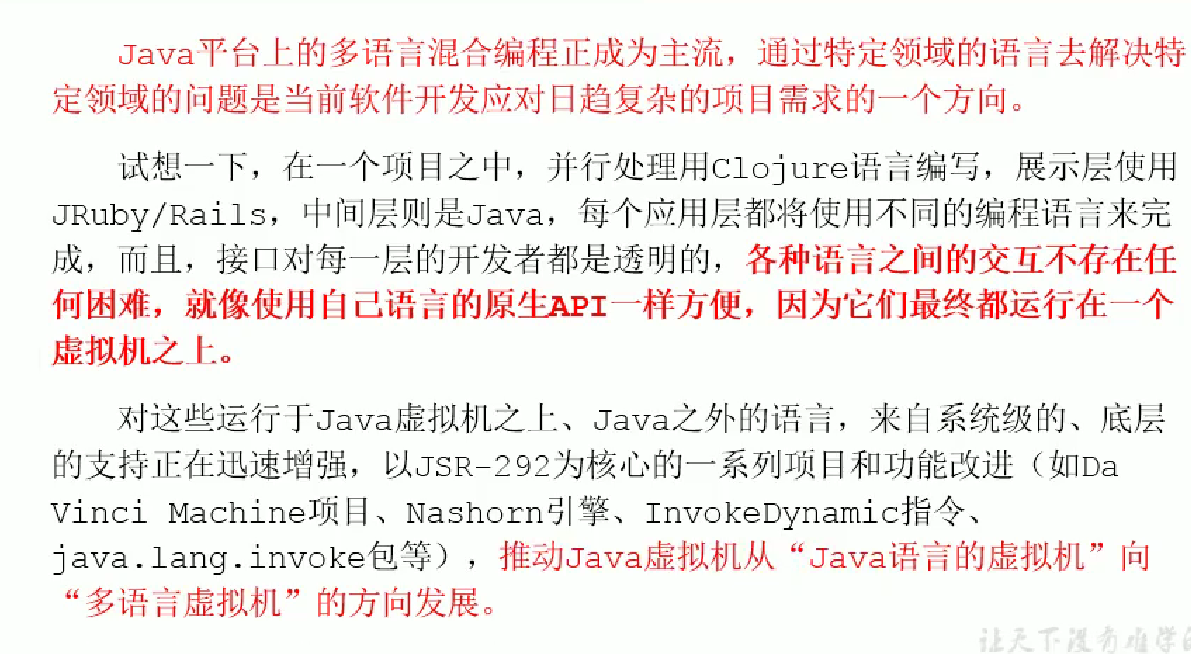 Java平台上的多语言混合编程正成为主流，通过特定领域的语言去解决特
定领域的问题是当前软件开发应对日趋复杂的项目需求的一个方向。
试想一下，在一个项目之中，并行处理用Clojure语言编写，展示层使用
JRuby/Rails，中间层则是Java，每个应用层都将使用不同的编程语言来完
成，而且，接口对每一层的开发者都是透明的，各种语言之间的交互不存在任
何困难，就像使用自己语言的原生API一样方便，因为它们最终都运行在一个
虚拟机之上。
对这些运行于Java虚拟机之上、Java之外的语言，来自系统级的、底层
的支持正在迅速增强，以JSR-292为核心的一系列项目和功能改进（如Da
Vinci Machine项目、Nashorn引擎、InvokeDynamic指令、
java.lang.invoke包等），推动Java虚拟机从“Java语言的虚拟机”向
“多语言虚拟机”的方向发展。
让天下没有难学的